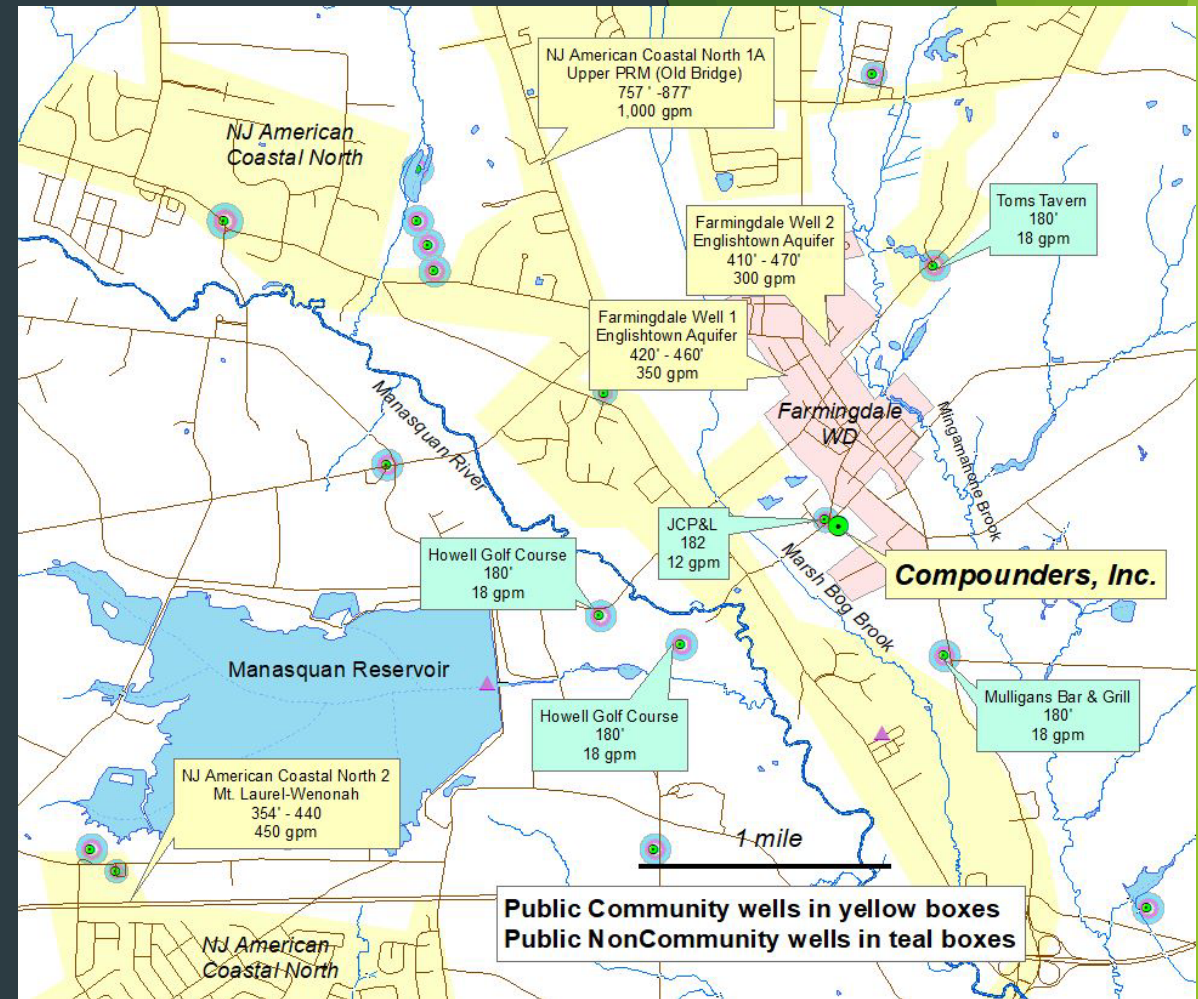 NJ American Coastal North 1A
Upper PRM (Old Bridge)
757 ' -877'
1,000 gpm
NJ American
Coastal North
Toms Tavern
180'
18 gpm
Farmingdale Well 2
Englishtown Aquifer
410' - 470'
300 gpm
Farmingdale Well 1
Englishtown Aquifer
420' - 460'
350 gpm
Farmingdale
WD
Manasquan River
Mingamahone Brook
JCP&L
182
12 gpm
Howell Golf Course
180'
18 gpm
Marsh Bog Brook
Compounders, Inc.
Manasquan Reservoir
Howell Golf Course
180'
18 gpm
Mulligans Bar & Grill
180'
18 gpm
NJ American Coastal North 2
Mt. Laurel-Wenonah
354' - 440
450 gpm
1 mile
Public Community wells in yellow boxes
Public NonCommunity wells in teal boxes
NJ American
Coastal North